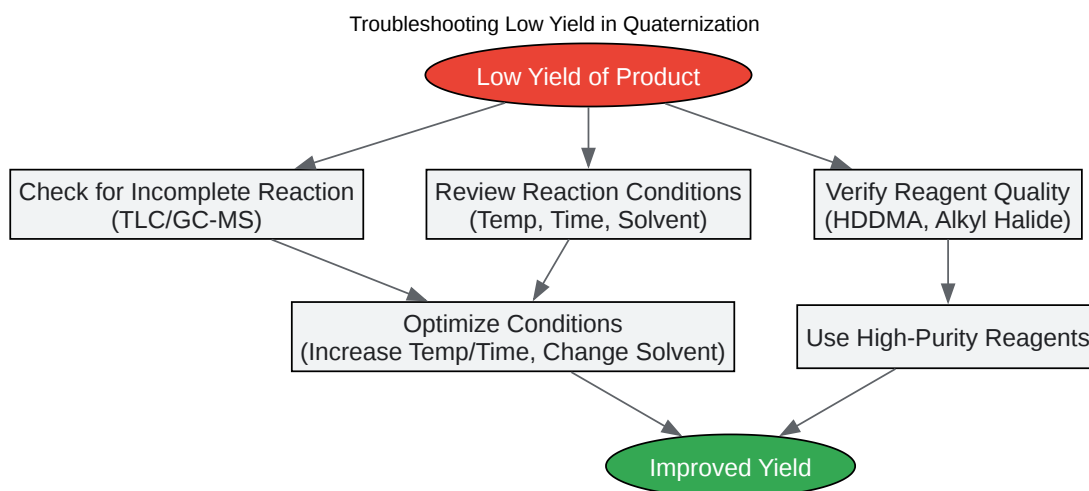 Troubleshooting Low Yield in Quaternization
Low Yield of Product
Check for Incomplete Reaction
(TLC/GC-MS)
Review Reaction Conditions
(Temp, Time, Solvent)
Verify Reagent Quality
(HDDMA, Alkyl Halide)
Optimize Conditions
(Increase Temp/Time, Change Solvent)
Use High-Purity Reagents
Improved Yield